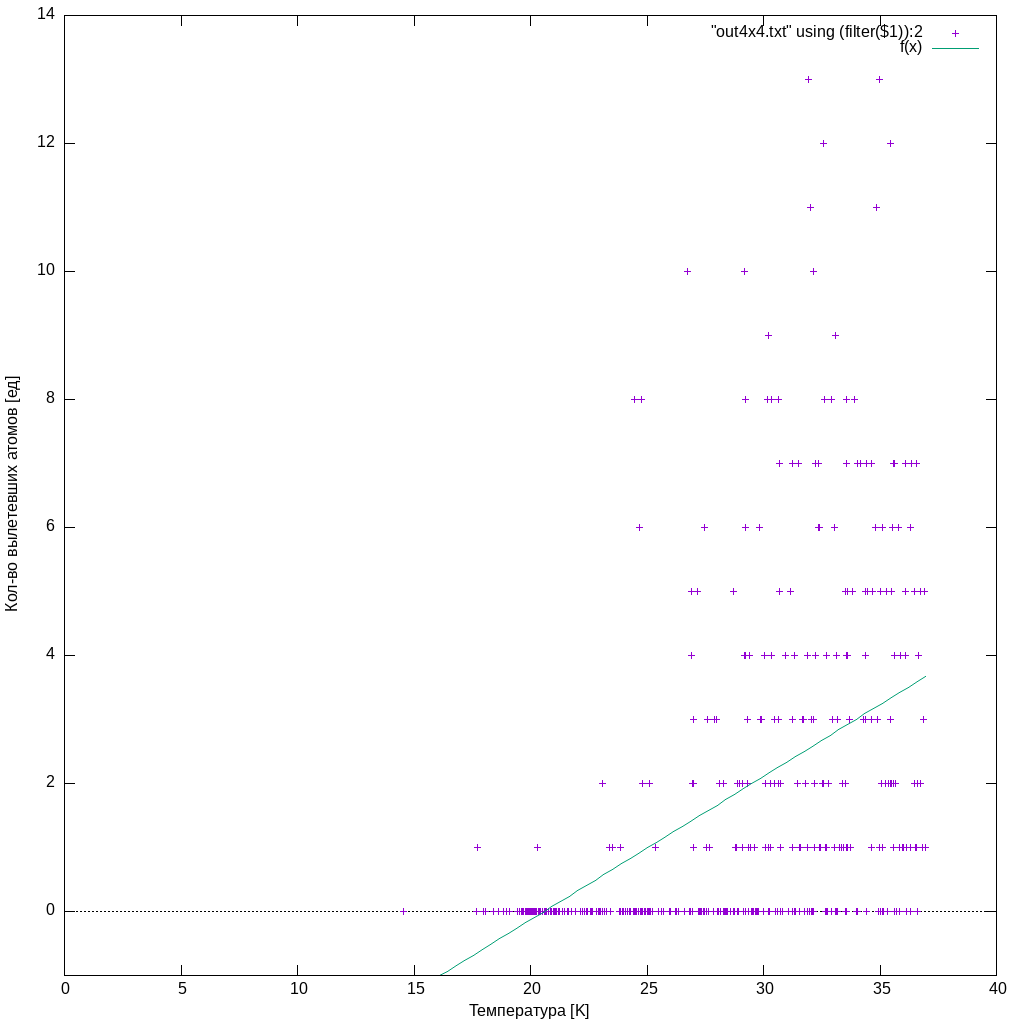 14
12
10
8
6
4
2
0
0 5 10 15 20 25 30 35 40
Температура [К]
Кол-во вылетевших атомов [ед]
"out4x4.txt" using (filter($1)):2
f(x)